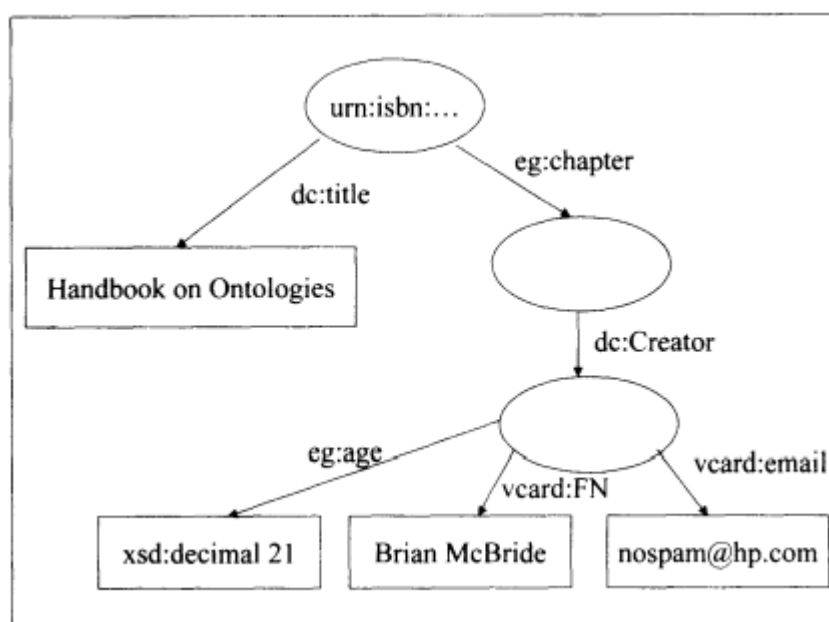 urn:isbn:...
eg:chapter
dc:title
Handbook on Ontologies
dc:Creator
eg:age
vcard:FN
vcard:email
xsd:decimal 21
Brian McBride
nospam@hp.com